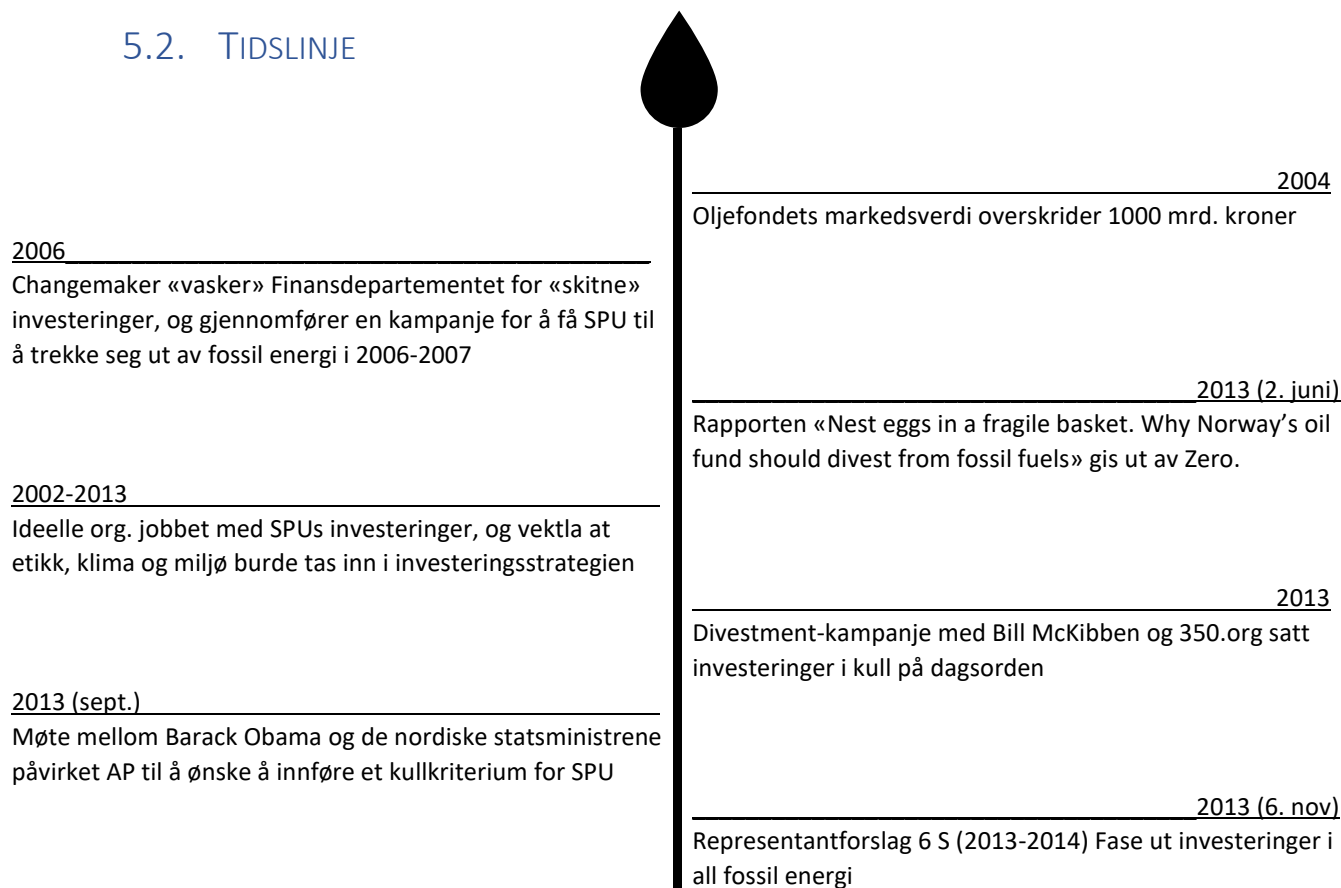 5.2. TIDSLINJE
2004
Oljefondets markedsverdi overskrider 1000 mrd. kroner
2006
Changemaker «vasker» Finansdepartementet for «skitne»
investeringer, og gjennomfører en kampanje for å få SPU til
å trekke seg ut av fossil energi i 2006-2007
2013 (2. juni)
Rapporten «Nest eggs in a fragile basket. Why Norway’s oil
fund should divest from fossil fuels» gis ut av Zero.
2002-2013
Ideelle org. jobbet med SPUs investeringer, og vektla at
etikk, klima og miljø burde tas inn i investeringsstrategien
2013
Divestment-kampanje med Bill McKibben og 350.org satt
investeringer i kull på dagsorden
2013 (sept.)
Møte mellom Barack Obama og de nordiske statsministrene
påvirket AP til å ønske å innføre et kullkriterium for SPU
2013 (6. nov)
Representantforslag 6 S (2013-2014) Fase ut investeringer i
all fossil energi